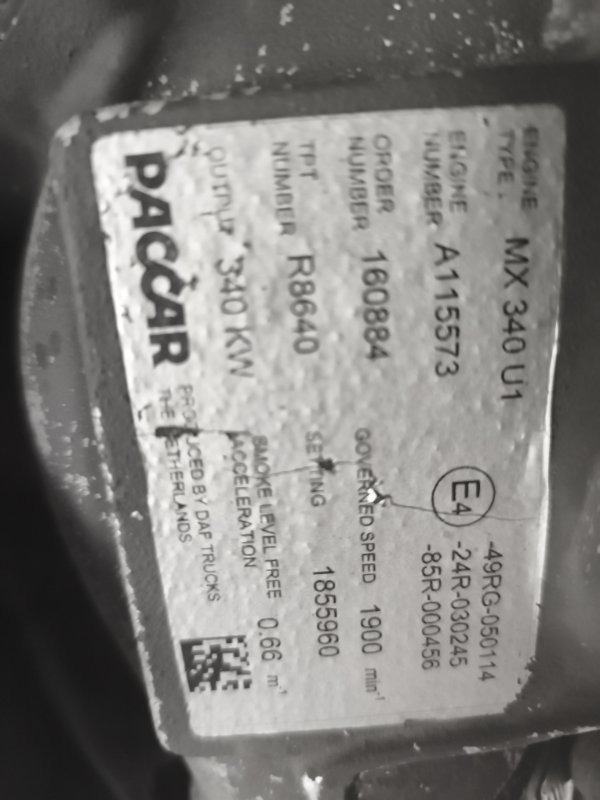 ENGINE TYPE. MX 340 U1
ENGINE NUMBER A115573
E4
-49RG-050114
-24R-030245
-85R-000456
ORDER NUMBER 160884
GOVERNED SPEED 1900 min-1
TPT NUMBER R8640
SETTING 1855960
OUTPUT 340 KW
SMOKE LEVEL FREE ACCELERATION 0.66 m-1
PACCAR
PRODUCED BY DAF TRUCKS
THE NETHERLANDS